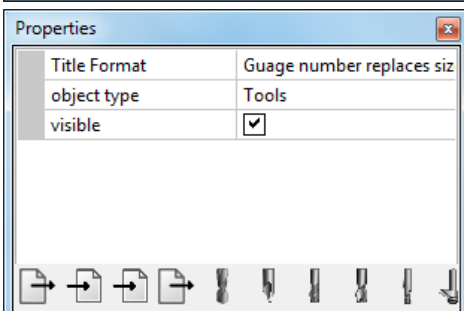 Properties
Title Format Guage number replaces siz
object type Tools
visible